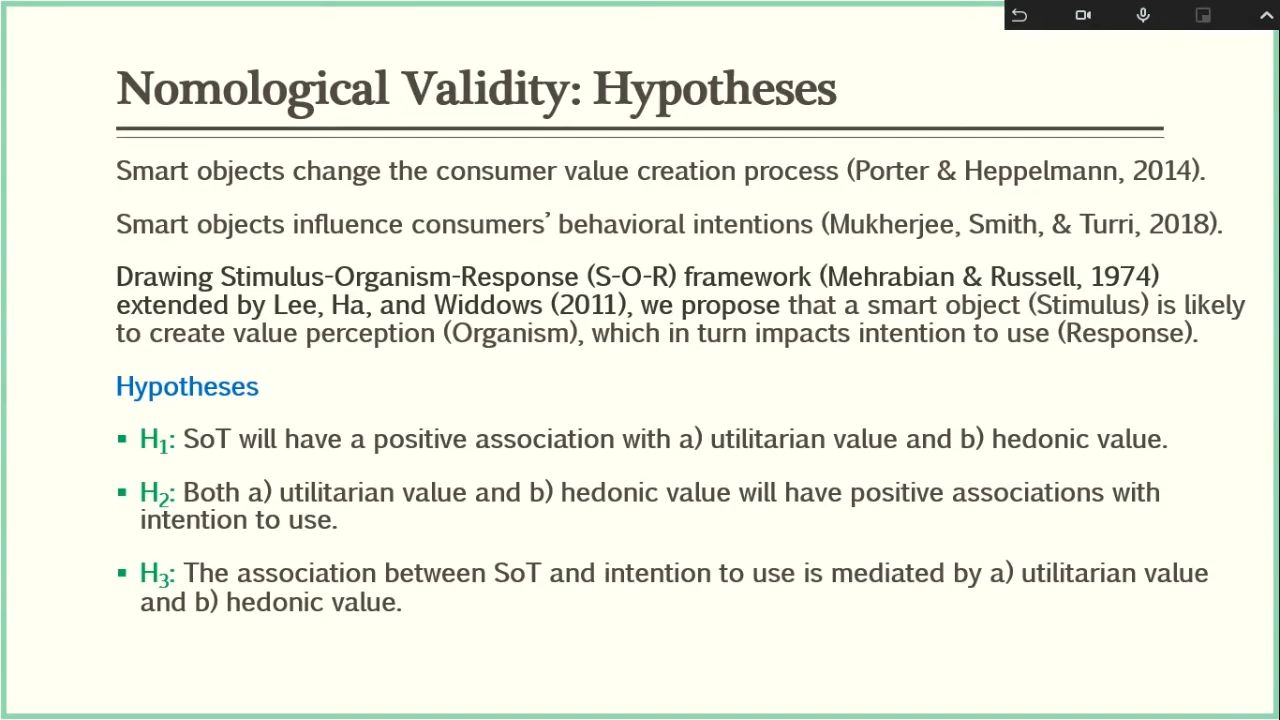 Nomological Validity: Hypotheses
Smart objects change the consumer value creation process (Porter & Heppelmann, 2014).
Smart objects influence consumers’ behavioral intentions (Mukherjee, Smith, & Turri, 2018).
Drawing Stimulus-Organism-Response (S-O-R) framework (Mehrabian & Russell, 1974)
extended by Lee, Ha, and Widdows (2011), we propose that a smart object (Stimulus) is likely
to create value perception (Organism), which in turn impacts intention to use (Response).
Hypotheses
▪ H₁: SoT will have a positive association with a) utilitarian value and b) hedonic value.
▪ H₂: Both a) utilitarian value and b) hedonic value will have positive associations with
intention to use.
▪ H₃: The association between SoT and intention to use is mediated by a) utilitarian value
and b) hedonic value.